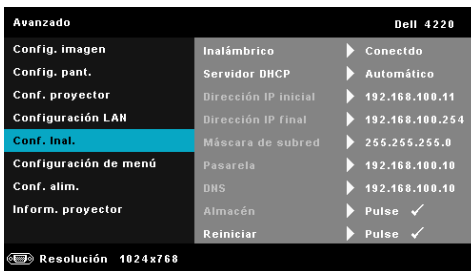 Avanzado Dell 4220
Config. imagen Inalámbrico Conectdo
Config. pant. Servidor DHCP Automático
Conf. proyector Dirección IP inicial 192.168.100.11
Configuración LAN Dirección IP final 192.168.100.254
Conf. Inal. Máscara de subred 255.255.255.0
Configuración de menú Pasarela 192.168.100.10
Conf. alim. DNS 192.168.100.10
Inform. proyector Almacén Pulse ✓
Reiniciar Pulse ✓
Resolución 1024x768